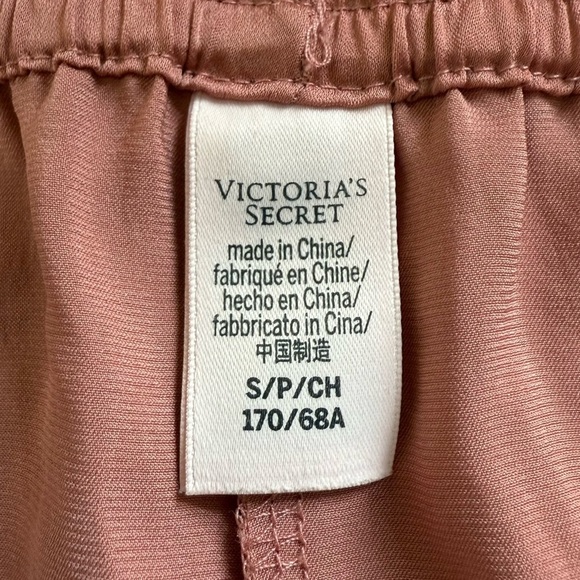 VICTORIA'S
SECRET
made in China/
fabriqué en Chine/
hecho en China/
fabbricato in Cina/
中国制造
S/P/CH
170/68A